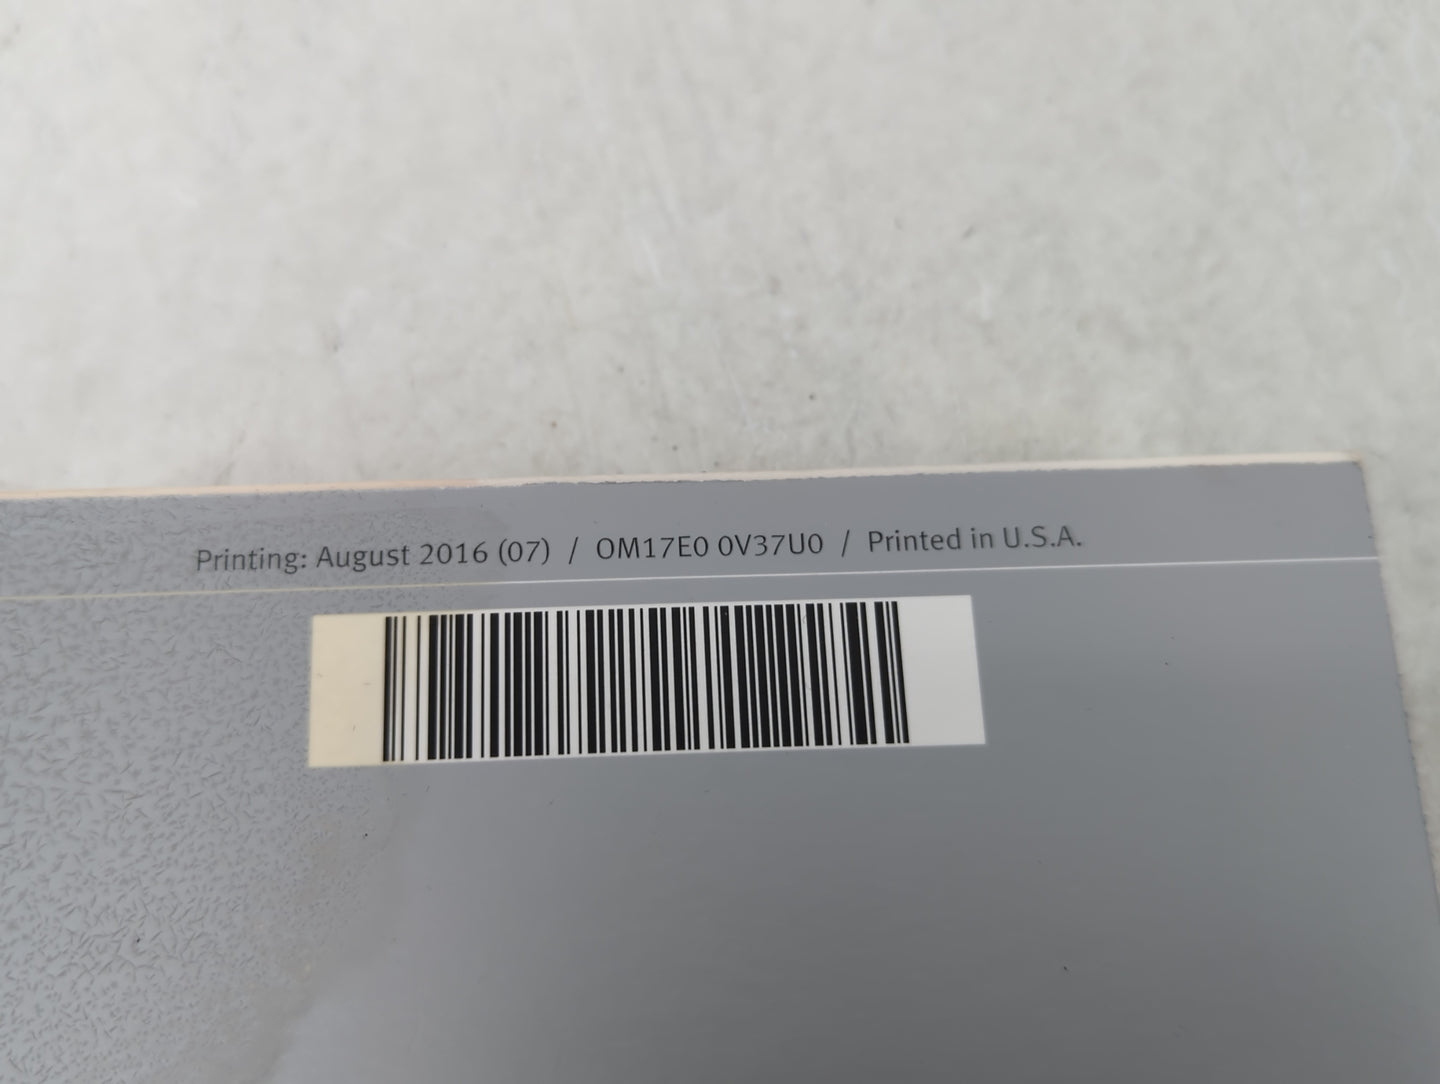 Printing: August 2016 (07) / OM17E0 0V37U0 / Printed in U.S.A.